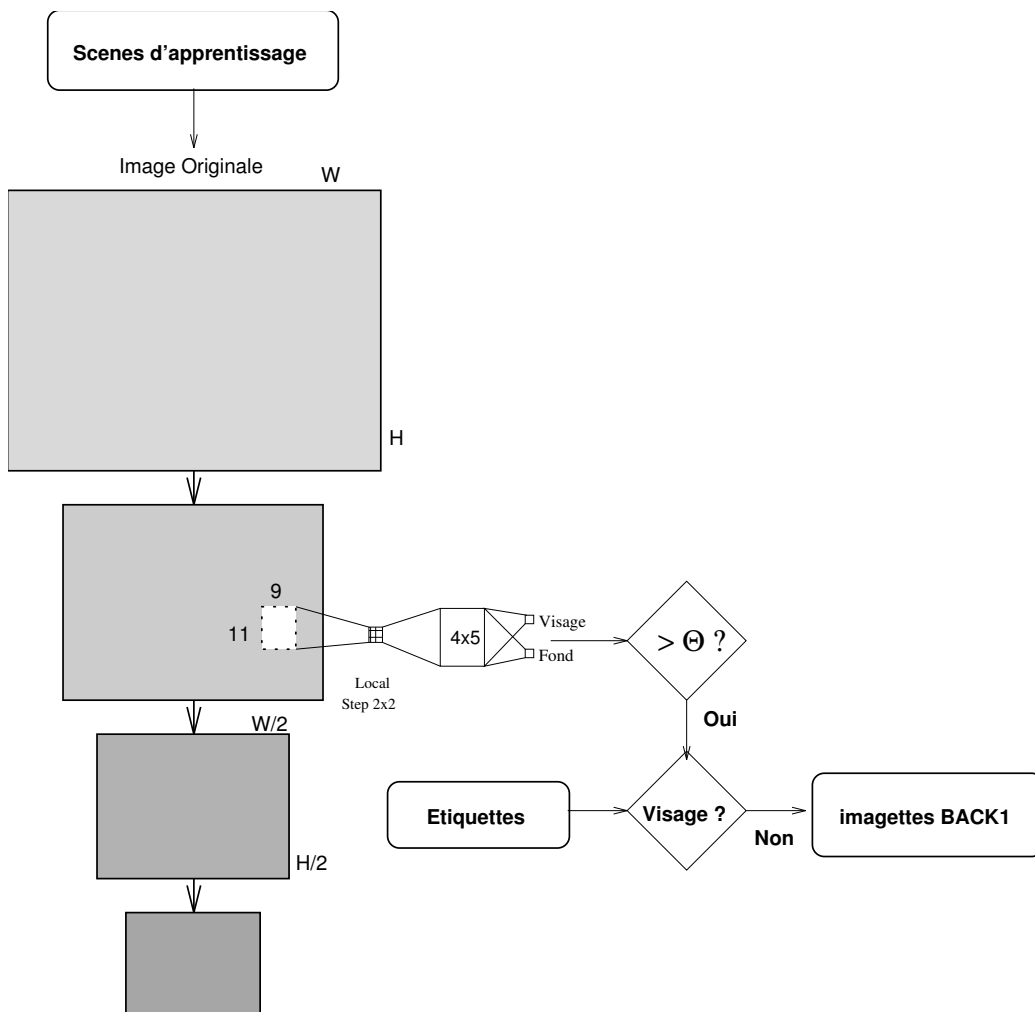 Scenes d'apprentissage
Image Originale
W
H
9
11
4x5
Visage
Fond
Local
Step 2x2
> Θ ?
Oui
W/2
H/2
Etiquettes
Visage ?
Non
imagettes BACK1